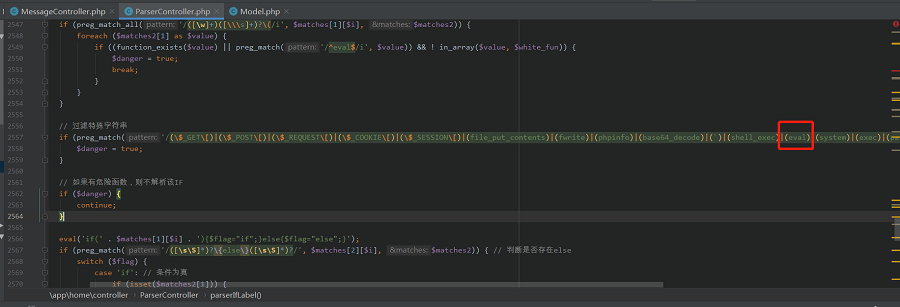 MessageController.php × ParserController.php × Model.php ×
2547 if (preg_match_all( pattern: '/([\w]+)([\\\s]+)?\(/i', $matches[1][$i], &matches: $matches2)) {
2548 foreach ($matches2[1] as $value) {
2549 if ((function_exists($value) || preg_match( pattern: '/^eval$/i', $value)) && ! in_array($value, $white_fun)) {
2550 $danger = true;
2551 break;
2552 }
2553 }
2554 }
2555
2556 // 过滤特殊字符串
2557 if (preg_match( pattern: '/(\$_GET\[)|(\$_POST\[)|(\$_REQUEST\[)|(\$_COOKIE\[)|(\$_SESSION\[)|(file_put_contents)|(fwrite)|(phpinfo)|(base64_decode)|(`)|(shell_exec)|(eval)|(system)|(exec)|(
2558 $danger = true;
2559 }
2560
2561 // 如果有危险函数，则不解析该IF
2562 if ($danger) {
2563 continue;
2564 }
2565
2566 eval('if(' . $matches[1][$i] . '){$flag="if";}else{$flag="else";}');
2567 if (preg_match( pattern: '/([\s\S]*)?\{else\}([\s\S]*)?/', $matches[2][$i], &matches: $matches2)) { // 判断是否存在else
2568 switch ($flag) {
2569 case 'if': // 条件为真
2570 if (isset($matches2[1])) {
\app\home\controller › ParserController › parserIfLabel()